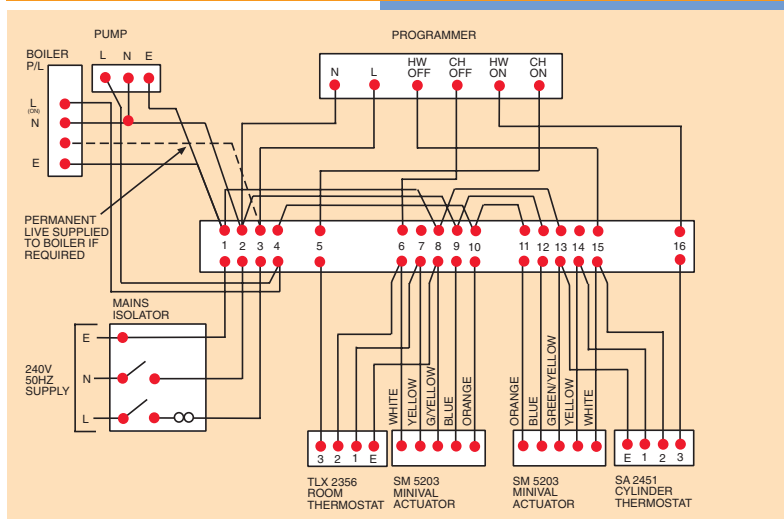 PUMP
L N E
BOILER
P/L
L
(ON)
N
E
PROGRAMMER
N L HW OFF CH OFF HW ON CH ON
PERMANENT
LIVE SUPPLIED
TO BOILER IF
REQUIRED
1 2 3 4 5 6 7 8 9 10 11 12 13 14 15 16
MAINS
ISOLATOR
E
N
L
240V
50HZ
SUPPLY
WHITE
YELLOW
G/YELLOW
BLUE
ORANGE
ORANGE
BLUE
GREEN/YELLOW
YELLOW
WHITE
3 2 1 E
TLX 2356
ROOM
THERMOSTAT
SM 5203
MINIVAL
ACTUATOR
SM 5203
MINIVAL
ACTUATOR
E 1 2 3
SA 2451
CYLINDER
THERMOSTAT